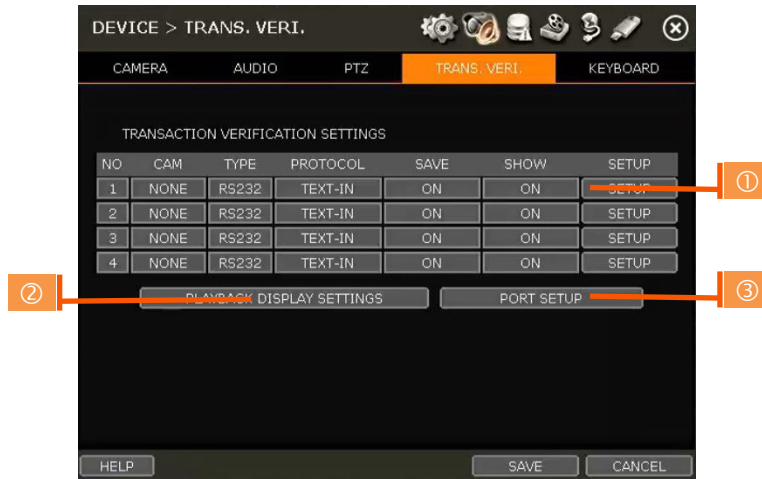 DEVICE > TRANS. VERI.
CAMERA AUDIO PTZ TRANS. VERI. KEYBOARD
TRANSACTION VERIFICATION SETTINGS
NO CAM TYPE PROTOCOL SAVE SHOW SETUP
1 NONE RS232 TEXT-IN ON ON SETUP
①
2 NONE RS232 TEXT-IN ON ON SETUP
3 NONE RS232 TEXT-IN ON ON SETUP
4 NONE RS232 TEXT-IN ON ON SETUP
② PLAYBACK DISPLAY SETTINGS PORT SETUP ③
HELP SAVE CANCEL